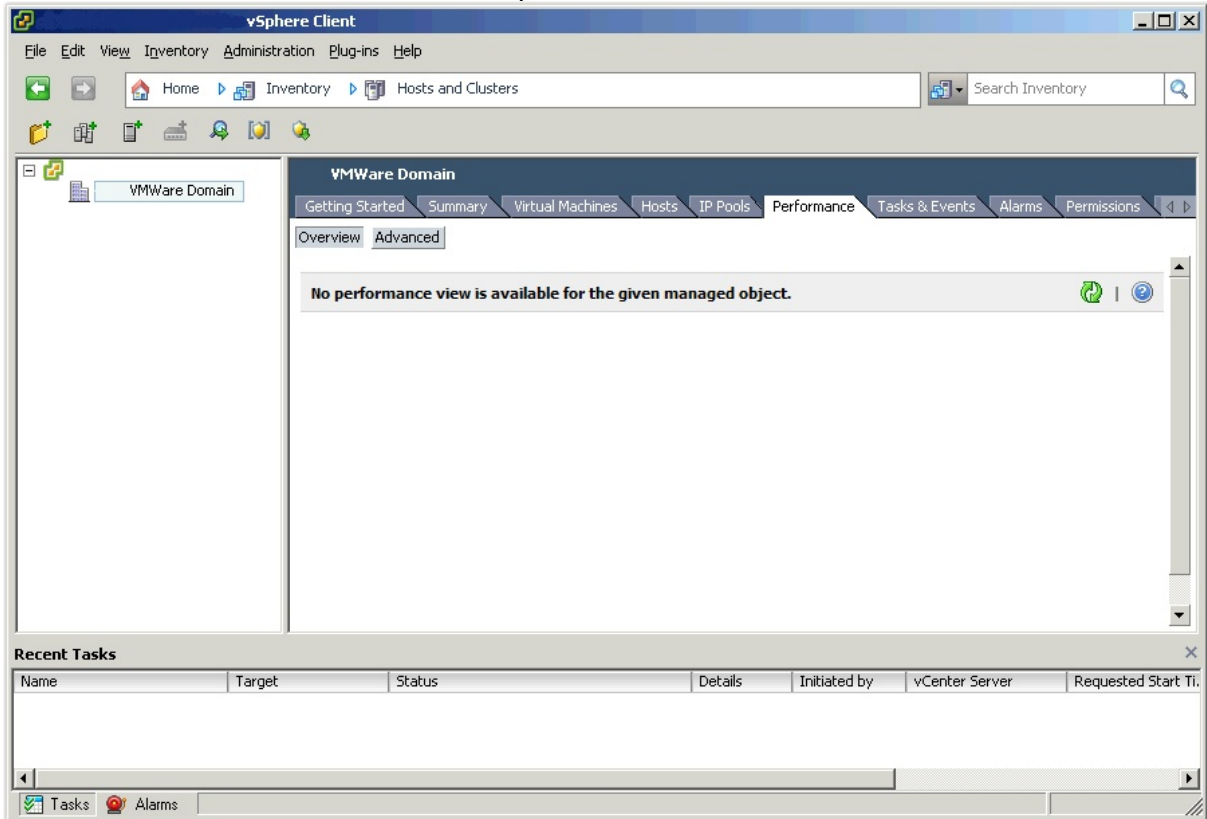 vSphere Client
File Edit View Inventory Administration Plug-ins Help
Home Inventory Hosts and Clusters Search Inventory
VMWare Domain
VMWare Domain
Getting Started Summary Virtual Machines Hosts IP Pools Performance Tasks & Events Alarms Permissions
Overview Advanced
No performance view is available for the given managed object.
Recent Tasks
Name Target Status Details Initiated by vCenter Server Requested Start Ti.
Tasks Alarms